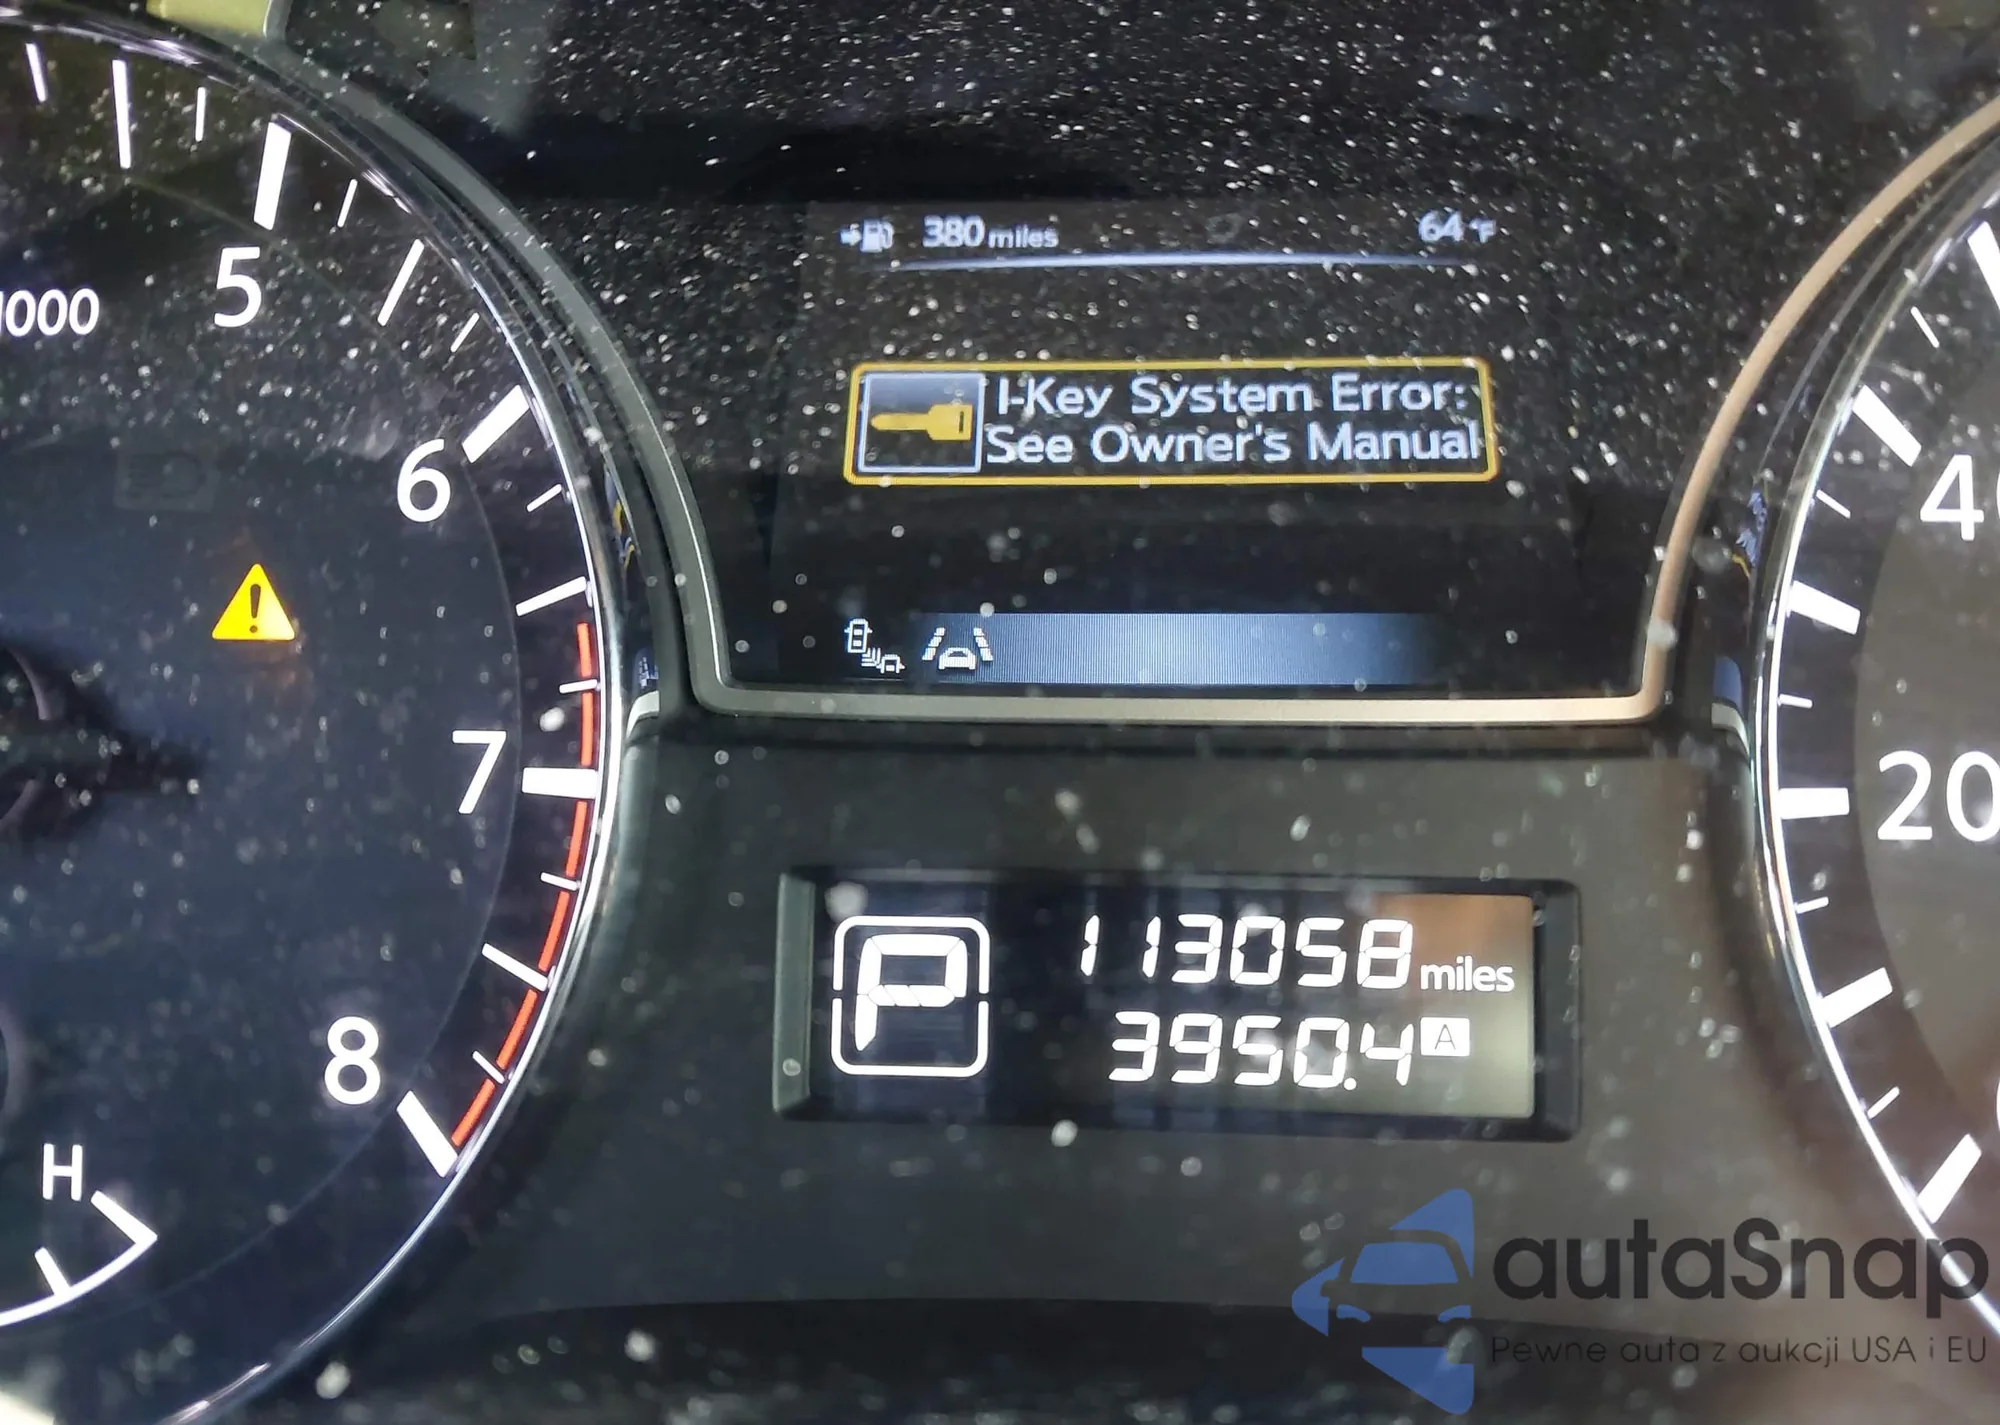 1000
5
6
7
8
H
380 miles
64 °F
I-Key System Error:
See Owner's Manual
P
113058 miles
3950.4 A
20
autaSnap
Pewne auta z aukcji USA i EU